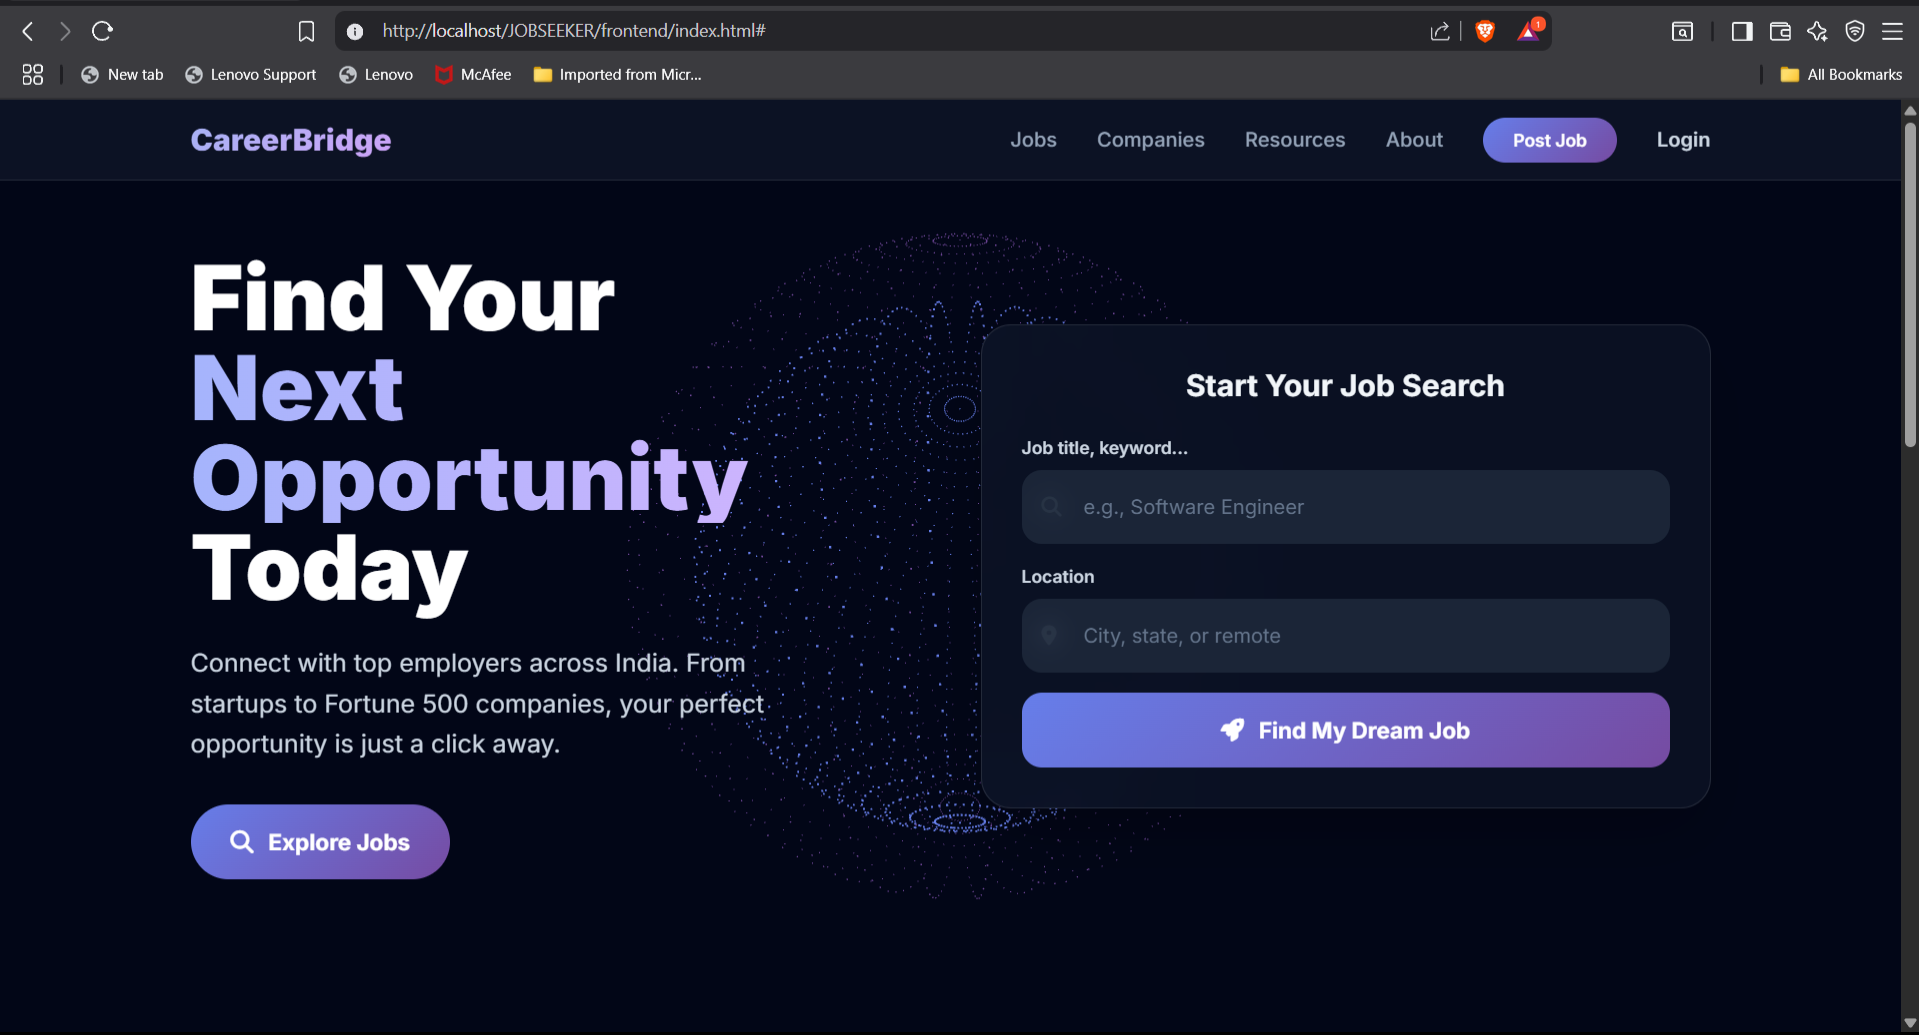 http://localhost/JOBSEEKER/frontend/index.html#
1
New tab
Lenovo Support
Lenovo
McAfee
Imported from Micr...
All Bookmarks
CareerBridge
Jobs
Companies
Resources
About
Post Job
Login
Find Your
Next
Opportunity
Today
Connect with top employers across India. From
startups to Fortune 500 companies, your perfect
opportunity is just a click away.
Explore Jobs
Start Your Job Search
Job title, keyword...
e.g., Software Engineer
Location
City, state, or remote
Find My Dream Job